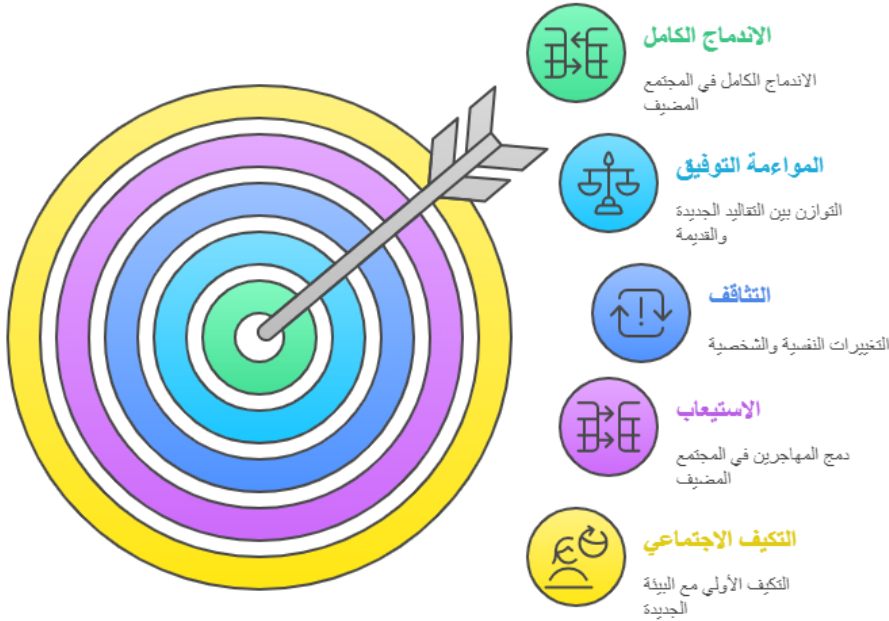 الاندماج الكامل
الاندماج الكامل في المجتمع
المضيف
المواءمة التوفيق
التوازن بين التقاليد الجديدة
والقديمة
التثاقف
التغييرات النفسية والشخصية
الاستيعاب
دمج المهاجرين في المجتمع
المضيف
التكيف الاجتماعي
التكيف الأولي مع البيئة
الجديدة